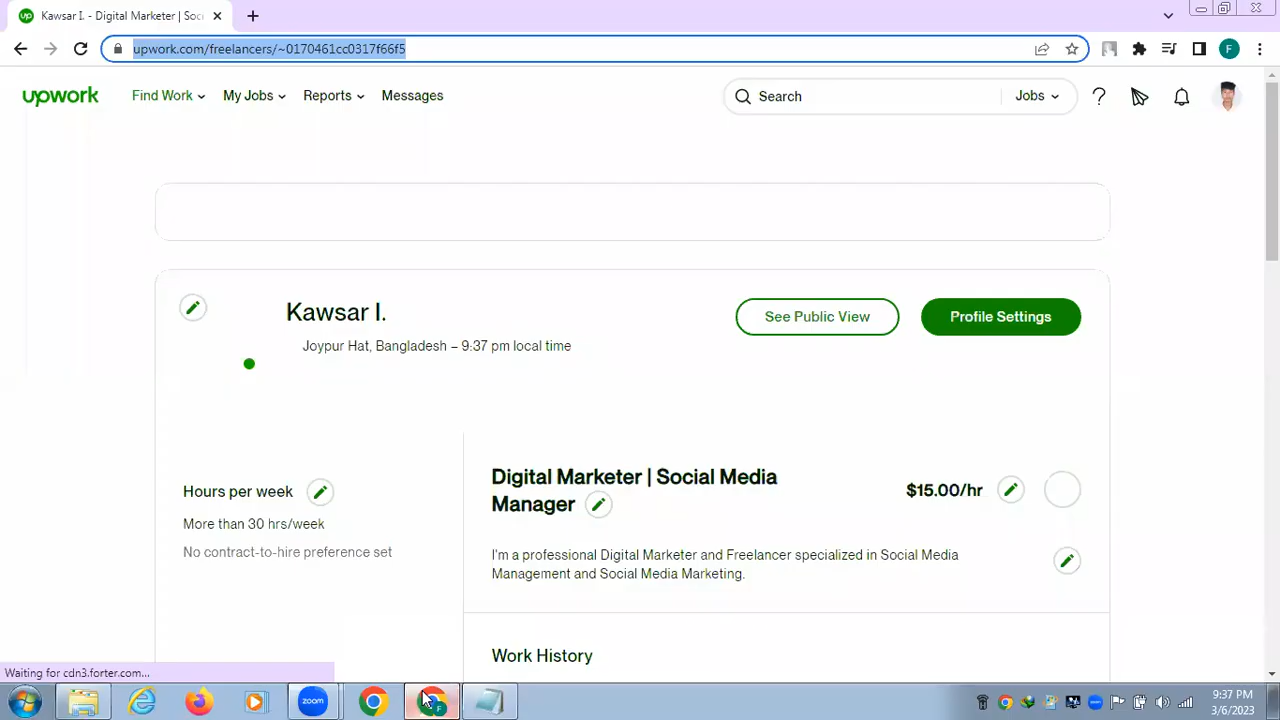 Kawsar I. - Digital Marketer | Soc
upwork.com/freelancers/~0170461cc0317f66f5
F
upwork
Find Work
My Jobs
Reports
Messages
Search
Jobs
Kawsar I.
Joypur Hat, Bangladesh – 9:37 pm local time
See Public View
Profile Settings
Hours per week
More than 30 hrs/week
No contract-to-hire preference set
Digital Marketer | Social Media
Manager
$15.00/hr
I'm a professional Digital Marketer and Freelancer specialized in Social Media
Management and Social Media Marketing.
Work History
Waiting for cdn3.forter.com...
zoom
F
9:37 PM
3/6/2023